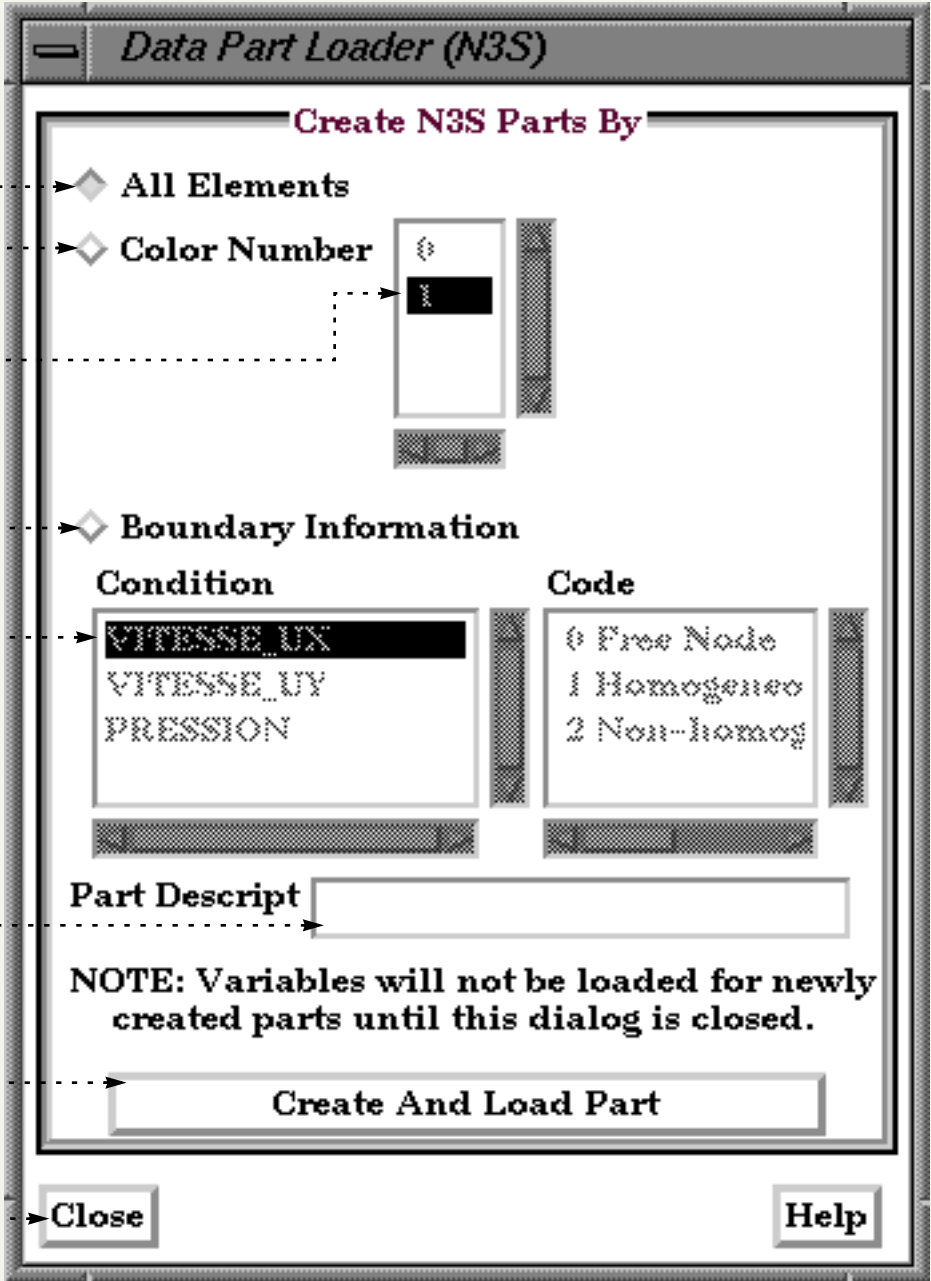 Data Part Loader (N3S)
Create N3S Parts By
All Elements
Color Number
0
1
Boundary Information
Condition
Code
VITESSE_UX
VITESSE_UY
PRESSION
0 Free Node
1 Homogeneo
2 Non-homog
Part Descript
NOTE: Variables will not be loaded for newly
created parts until this dialog is closed.
Create And Load Part
Close
Help